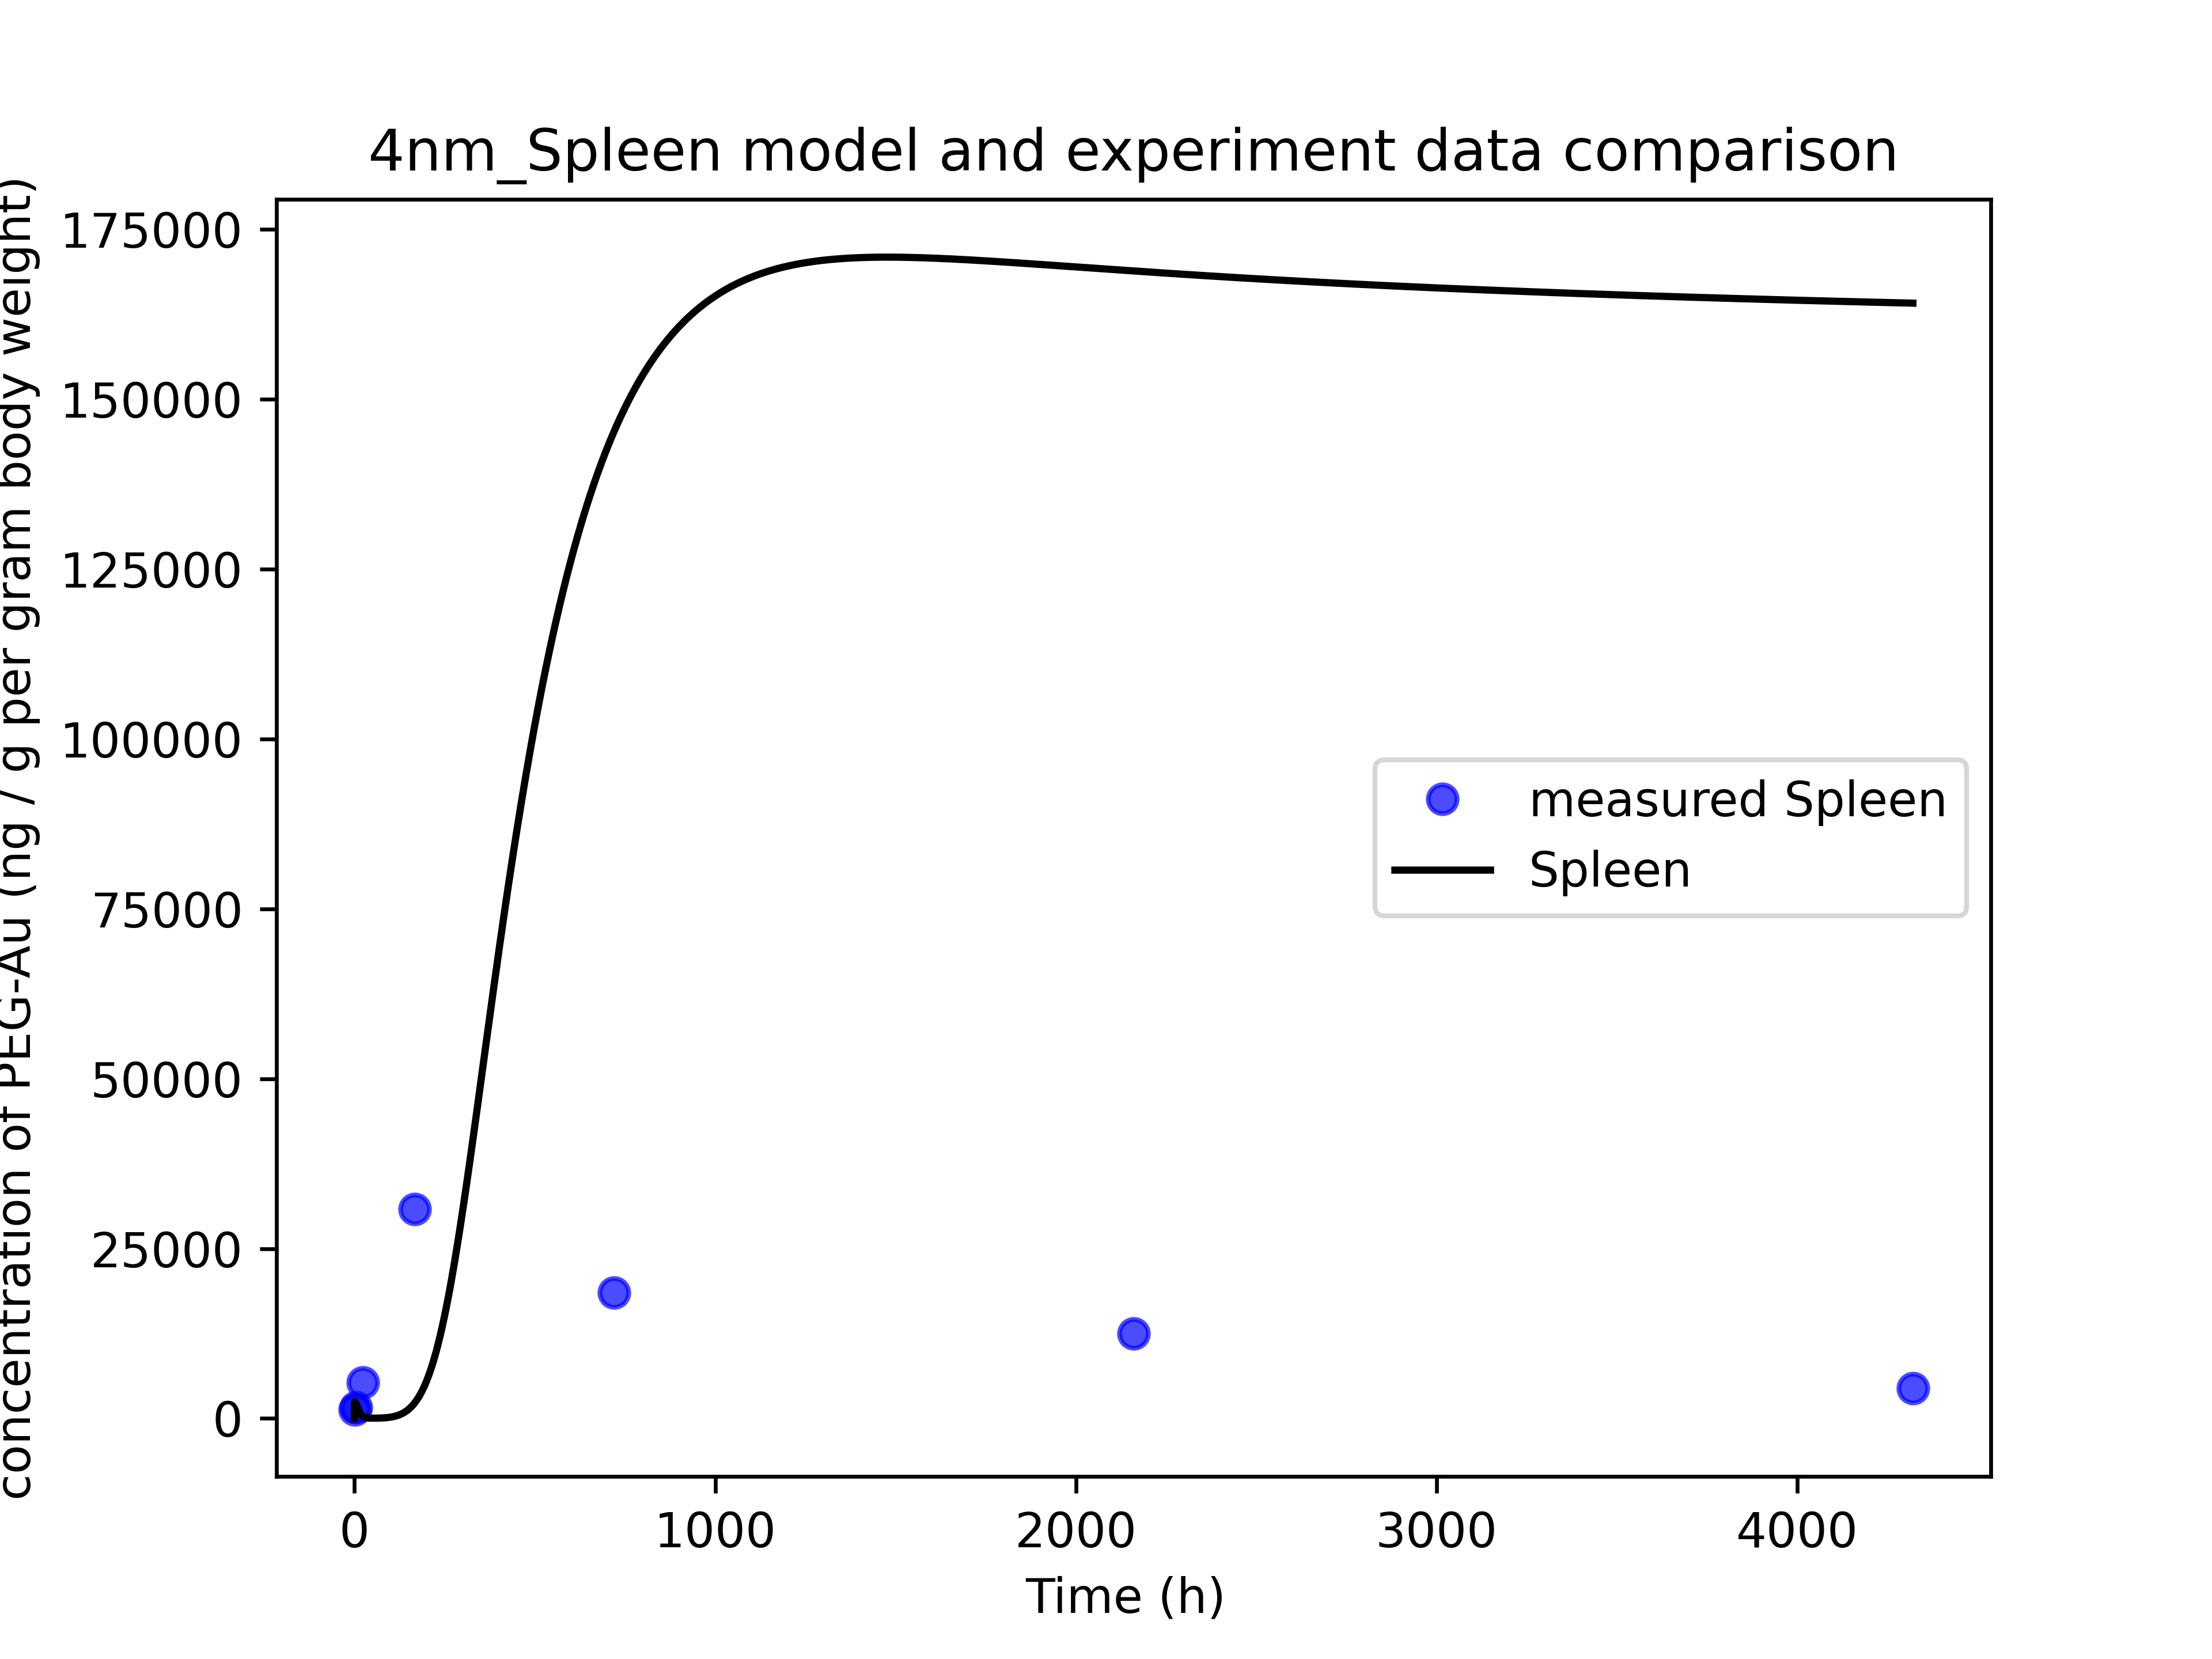 4nm_Spleen model and experiment data comparison
concentration of PEG-Au (ng / g per gram body weight)
175000
150000
125000
100000
75000
50000
25000
0
measured Spleen
Spleen
0 1000 2000 3000 4000
Time (h)